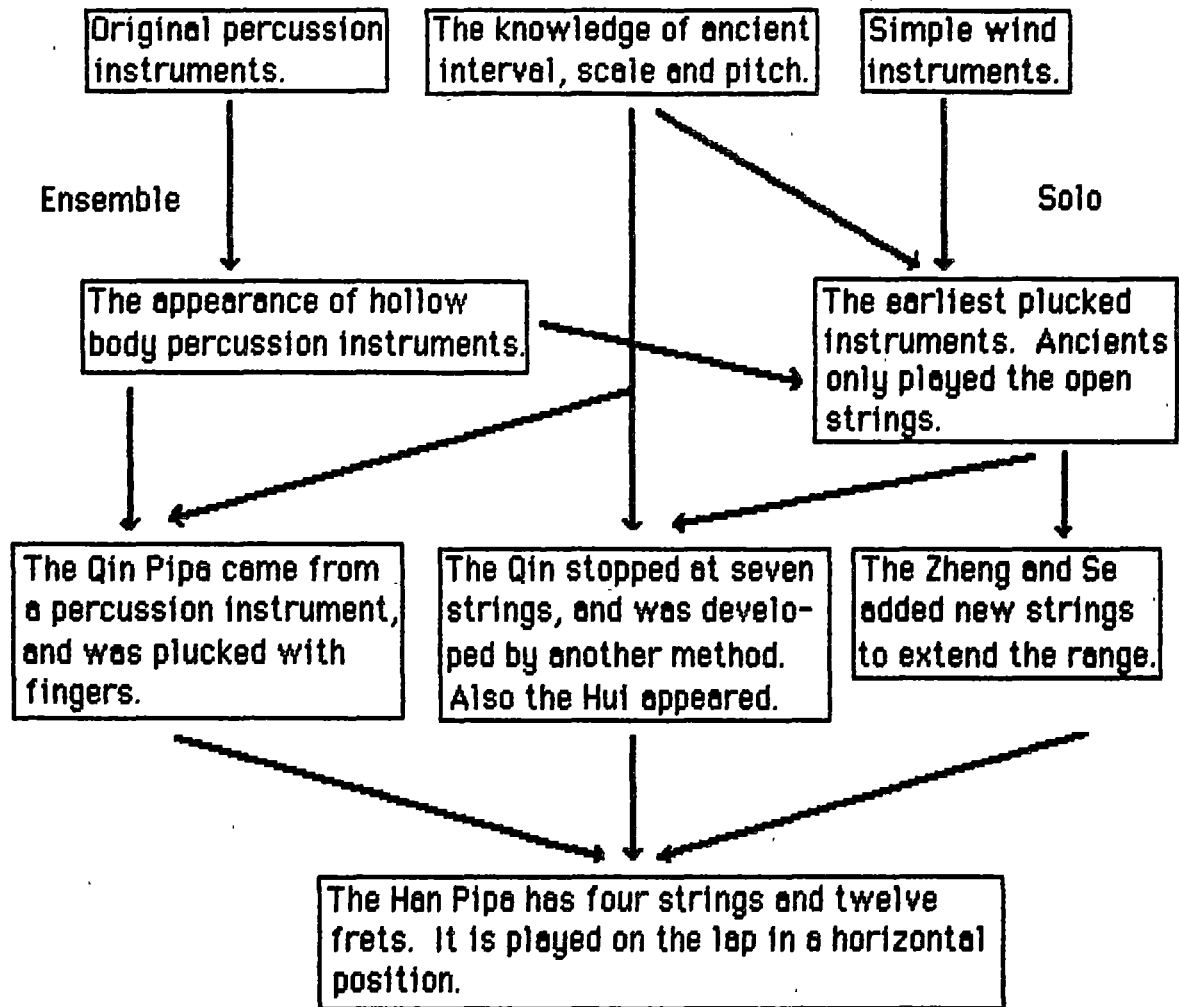 Original percussion
instruments.
The knowledge of ancient
interval, scale and pitch.
Simple wind
instruments.
Ensemble
Solo
The appearance of hollow
body percussion instruments.
The earliest plucked
instruments. Ancients
only played the open
strings.
The Qin Pipa came from
a percussion instrument,
and was plucked with
fingers.
The Qin stopped at seven
strings, and was develo-
ped by another method.
Also the Hui appeared.
The Zheng and Se
added new strings
to extend the range.
The Han Pipa has four strings and twelve
frets. It is played on the lap in a horizontal
position.